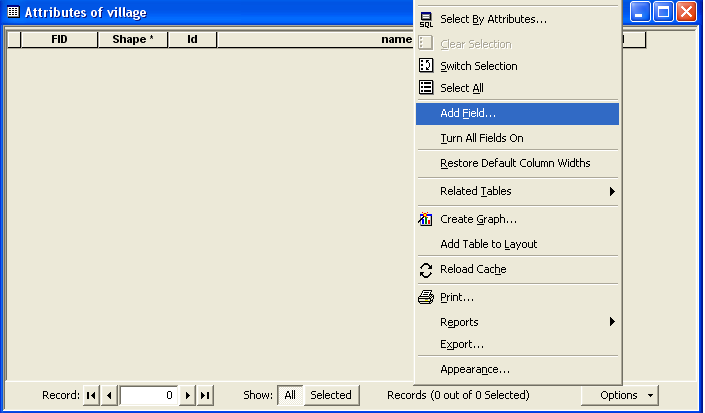 Attributes of village
FID Shape * Id name
SQL Select By Attributes...
Clear Selection
Switch Selection
Select All
Add Field...
Turn All Fields On
Restore Default Column Widths
Related Tables
Create Graph...
Add Table to Layout
Reload Cache
Print...
Reports
Export...
Appearance...
Record: 0 Show: All Selected Records (0 out of 0 Selected) Options